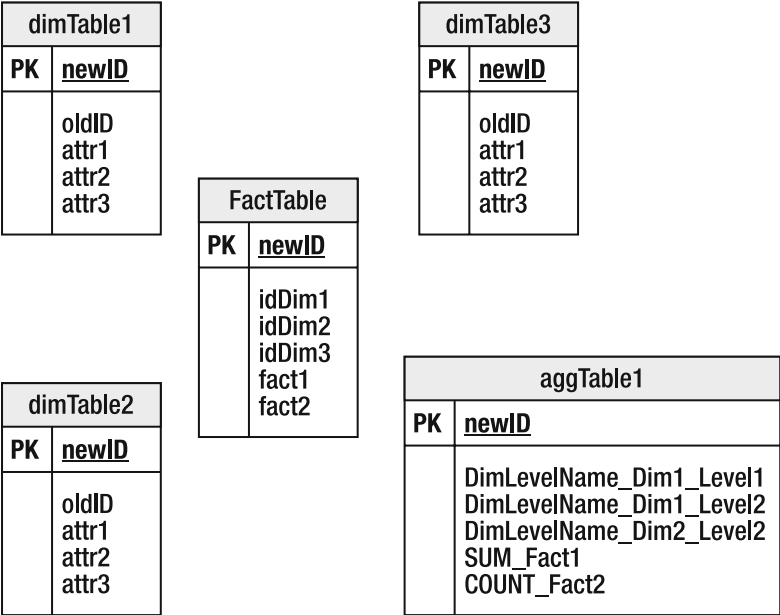 dimTable1
PK newID
oldID
attr1
attr2
attr3
dimTable3
PK newID
oldID
attr1
attr2
attr3
FactTable
PK newID
idDim1
idDim2
idDim3
fact1
fact2
dimTable2
PK newID
oldID
attr1
attr2
attr3
aggTable1
PK newID
DimLevelName_Dim1_Level1
DimLevelName_Dim1_Level2
DimLevelName_Dim2_Level2
SUM_Fact1
COUNT_Fact2